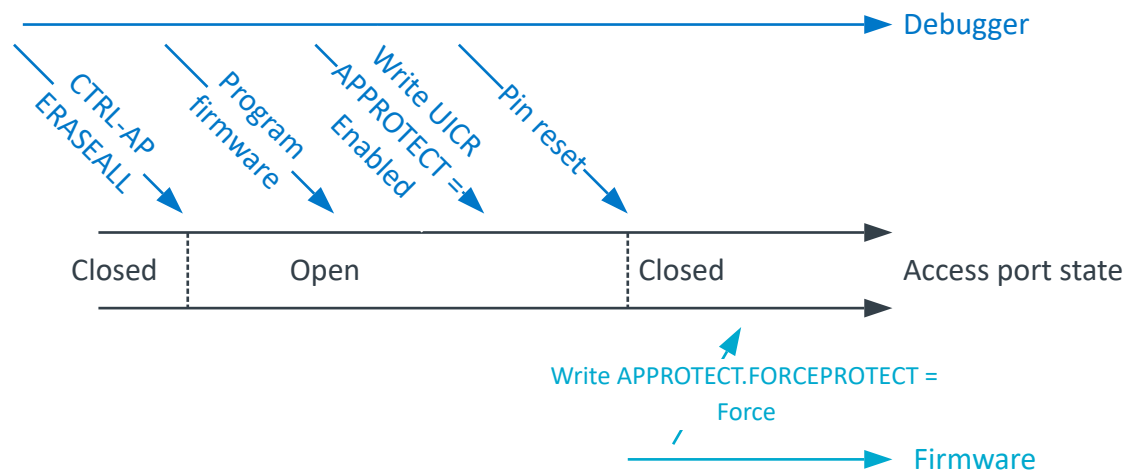 Debugger
CTRL-AP
ERASEALL
Program
firmware
Write UICR
APPROTECT =
Enabled
Pin reset
Closed
Open
Closed
Access port state
Write APPROTECT.FORCEPROTECT =
Force
Firmware